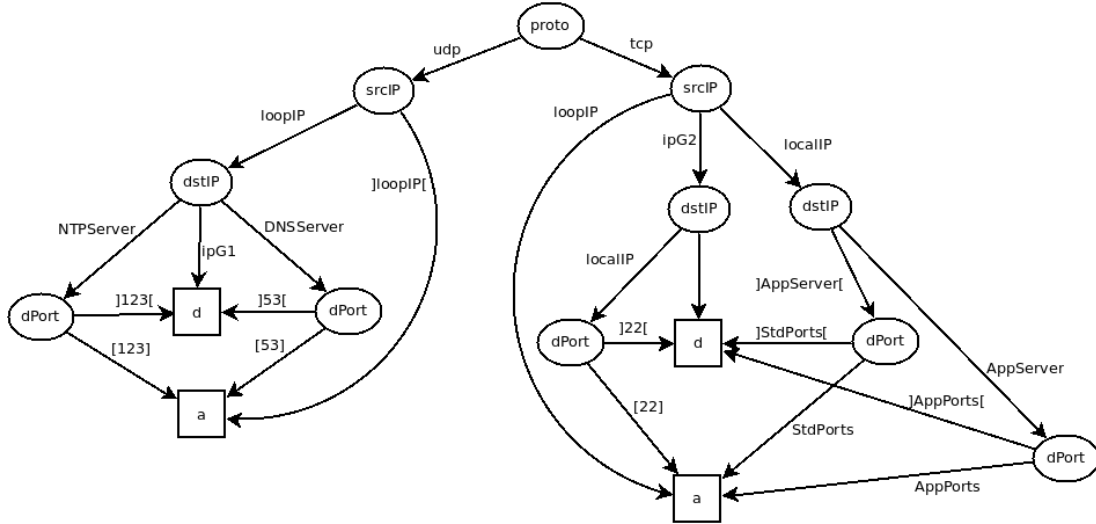 proto
udp
tcp
srcIP
srcIP
loopIP
loopIP
ipG2
localIP
dstIP
]loopIP[
dstIP
dstIP
NTPServer
DNSServer
ipG1
localIP
]AppServer[
dPort
]123[
d
]53[
dPort
dPort
]22[
d
]StdPorts[
dPort
[123]
[53]
AppServer
]AppPorts[
a
[22]
StdPorts
dPort
AppPorts
a